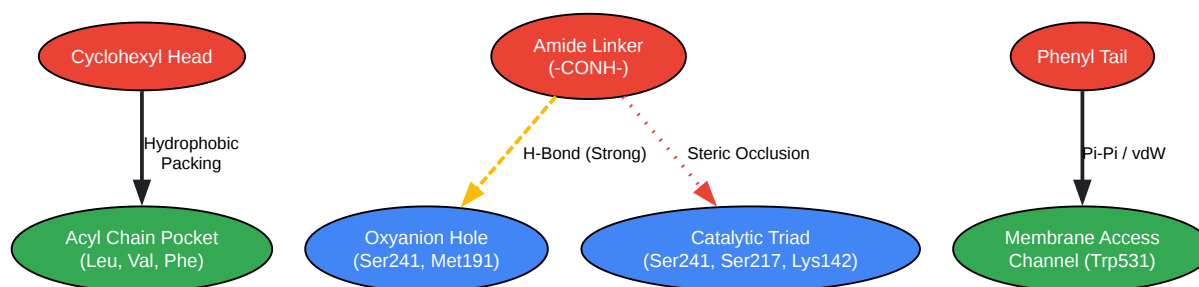 Cyclohexyl Head
Amide Linker
(-CONH-)
Phenyl Tail
Hydrophobic
Packing
H-Bond (Strong)
Steric Occlusion
Pi-Pi / vdW
Acyl Chain Pocket
(Leu, Val, Phe)
Oxyanion Hole
(Ser241, Met191)
Catalytic Triad
(Ser241, Ser217, Lys142)
Membrane Access
Channel (Trp531)